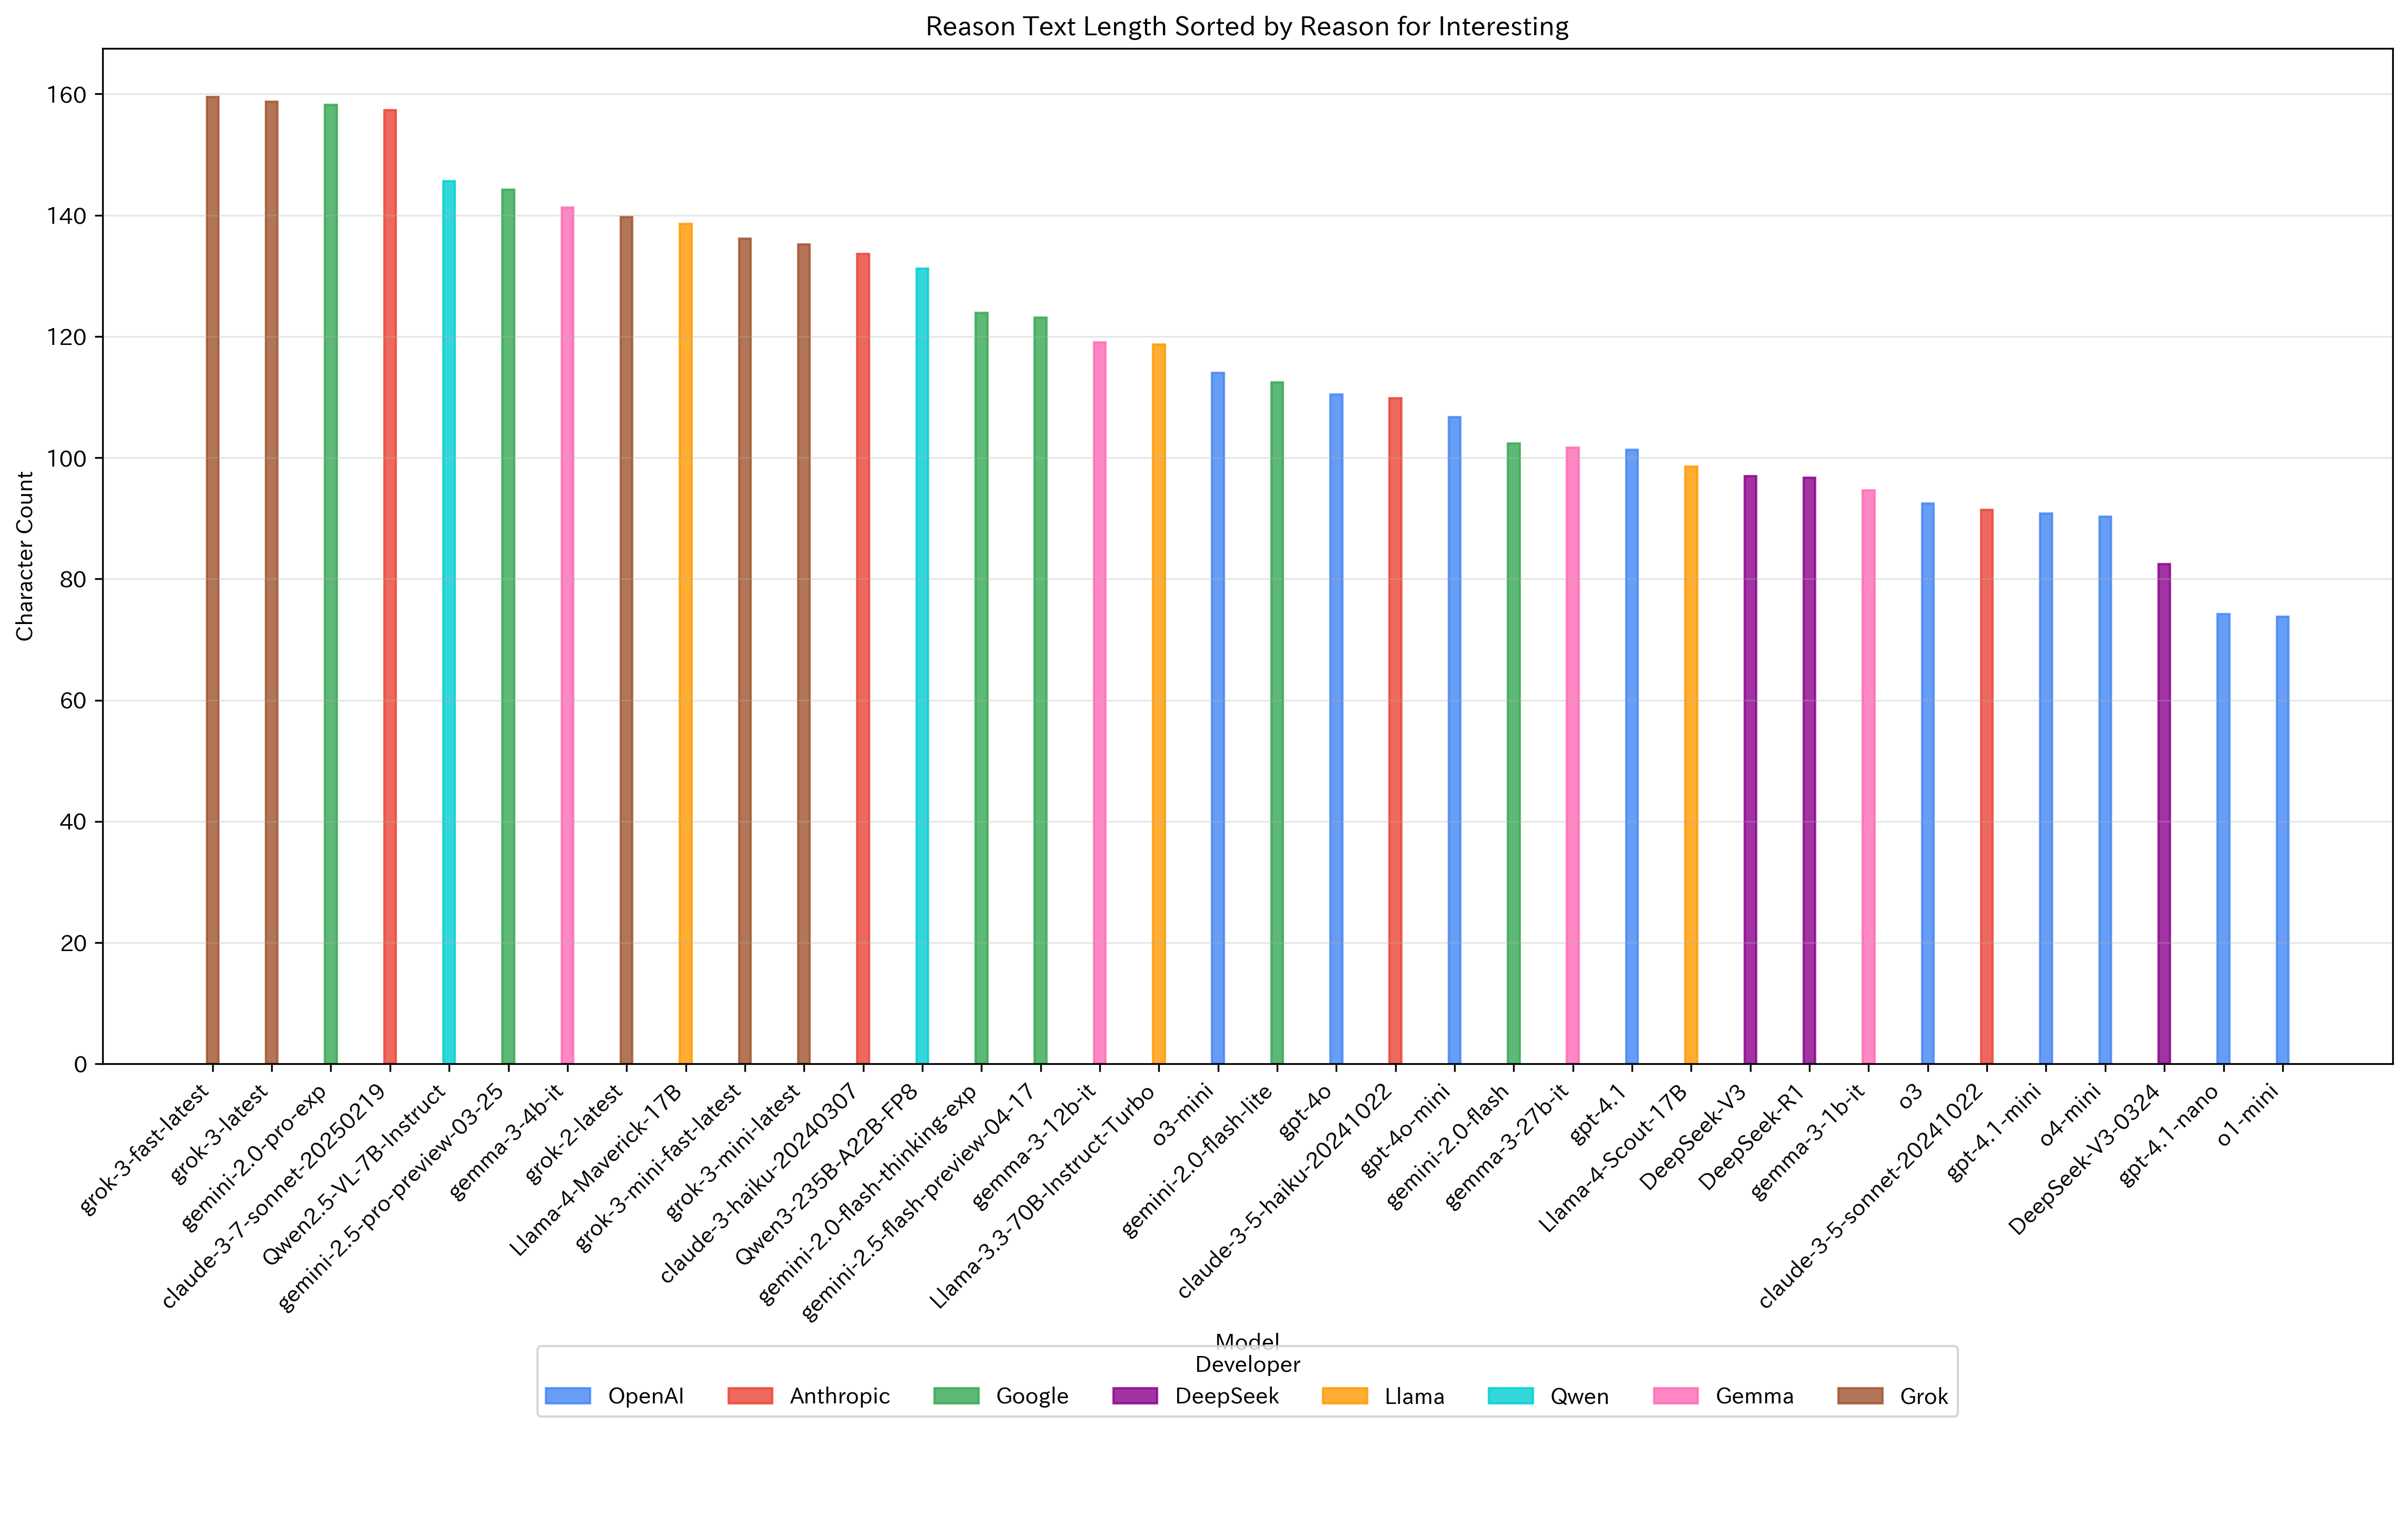 Reason Text Length Sorted by Reason for Interesting
Character Count
160
140
120
100
80
60
40
20
0
grok-3-fast-latest
grok-3-latest
gemini-2.0-pro-exp
claude-3-7-sonnet-20250219
Qwen2.5-VL-7B-Instruct
gemini-2.5-pro-preview-03-25
gemma-3-4b-it
grok-2-latest
Llama-4-Maverick-17B
grok-3-mini-fast-latest
grok-3-mini-latest
claude-3-haiku-20240307
Qwen3-235B-A22B-FP8
gemini-2.0-flash-thinking-exp
gemini-2.5-flash-preview-04-17
gemma-3-12b-it
Llama-3.3-70B-Instruct-Turbo
o3-mini
gemini-2.0-flash-lite
gpt-4o
claude-3-5-haiku-20241022
gpt-4o-mini
gemini-2.0-flash
gemma-3-27b-it
gpt-4.1
Llama-4-Scout-17B
DeepSeek-V3
DeepSeek-R1
gemma-3-1b-it
o3
claude-3-5-sonnet-20241022
gpt-4.1-mini
o4-mini
DeepSeek-V3-0324
gpt-4.1-nano
o1-mini
Model
Developer
OpenAI Anthropic Google DeepSeek Llama Qwen Gemma Grok